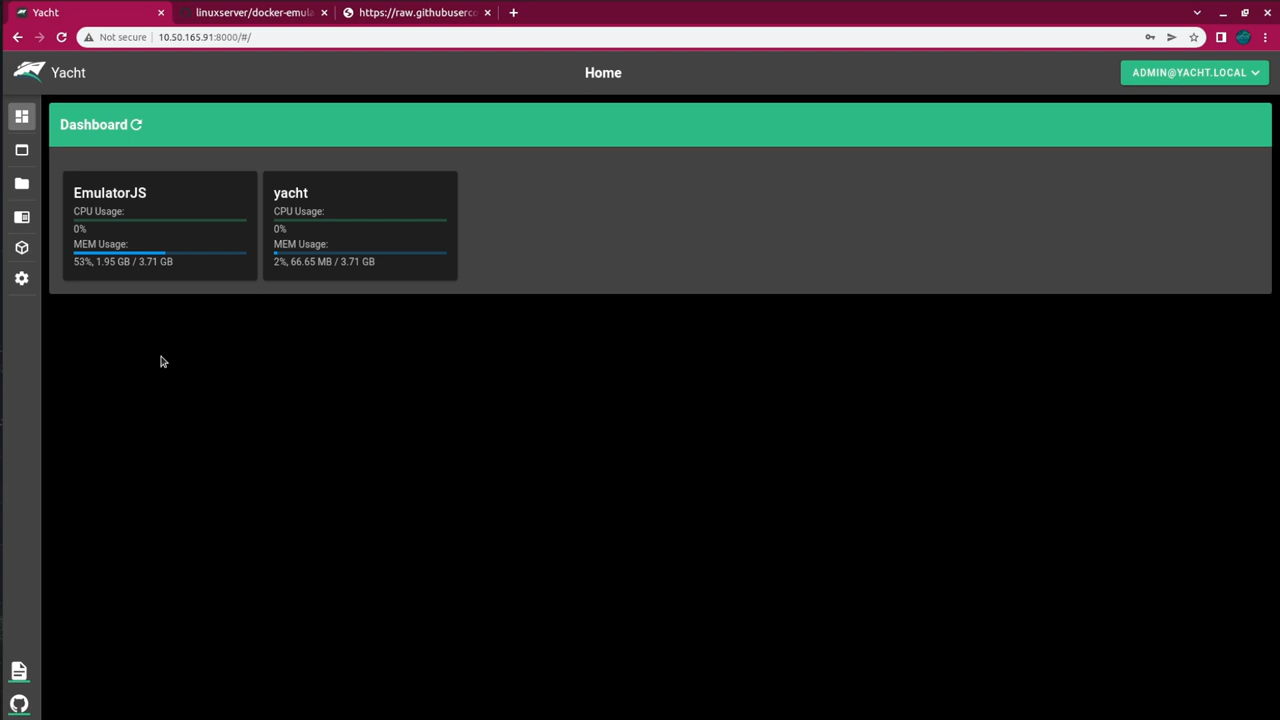 Yacht
linuxserver/docker-emula
https://raw.githubuserco
Not secure
10.50.165.91:8000/#/
Yacht
Home
ADMIN@YACHT.LOCAL
Dashboard
EmulatorJS
CPU Usage:
0%
MEM Usage:
53%, 1.95 GB / 3.71 GB
yacht
CPU Usage:
0%
MEM Usage:
2%, 66.65 MB / 3.71 GB